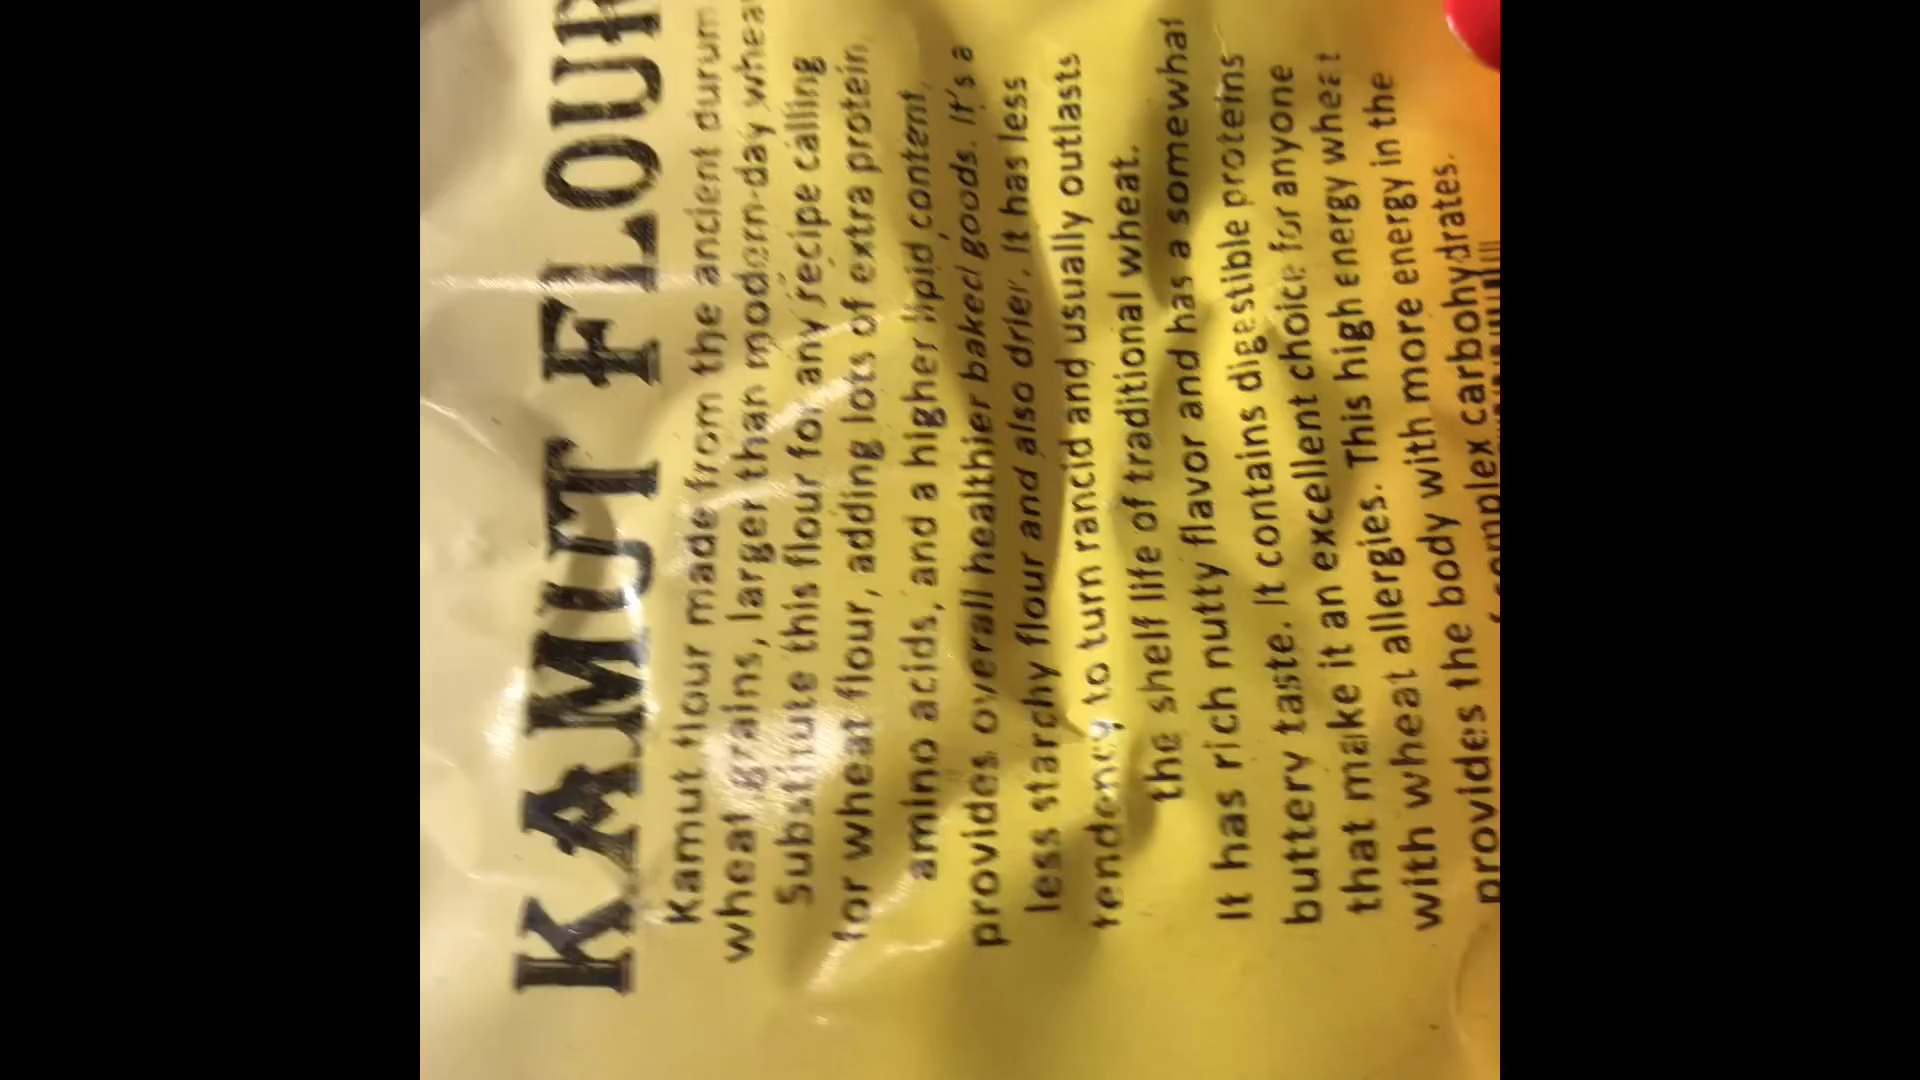 KAMUT FLOUR
Kamut flour made from the ancient durum
wheat grains, larger than modern-day wheat
Substitute this flour for any recipe calling
for wheat flour, adding lots of extra protein,
amino acids, and a higher lipid content,
provides overall healthier baked goods. It's a
less starchy flour and also drier. It has less
tendency to turn rancid and usually outlasts
the shelf life of traditional wheat.
It has rich nutty flavor and has a somewhat
buttery taste. It contains digestible proteins
that make it an excellent choice for anyone
with wheat allergies. This high energy wheat
provides the body with more energy in the
complex carbohydrates.